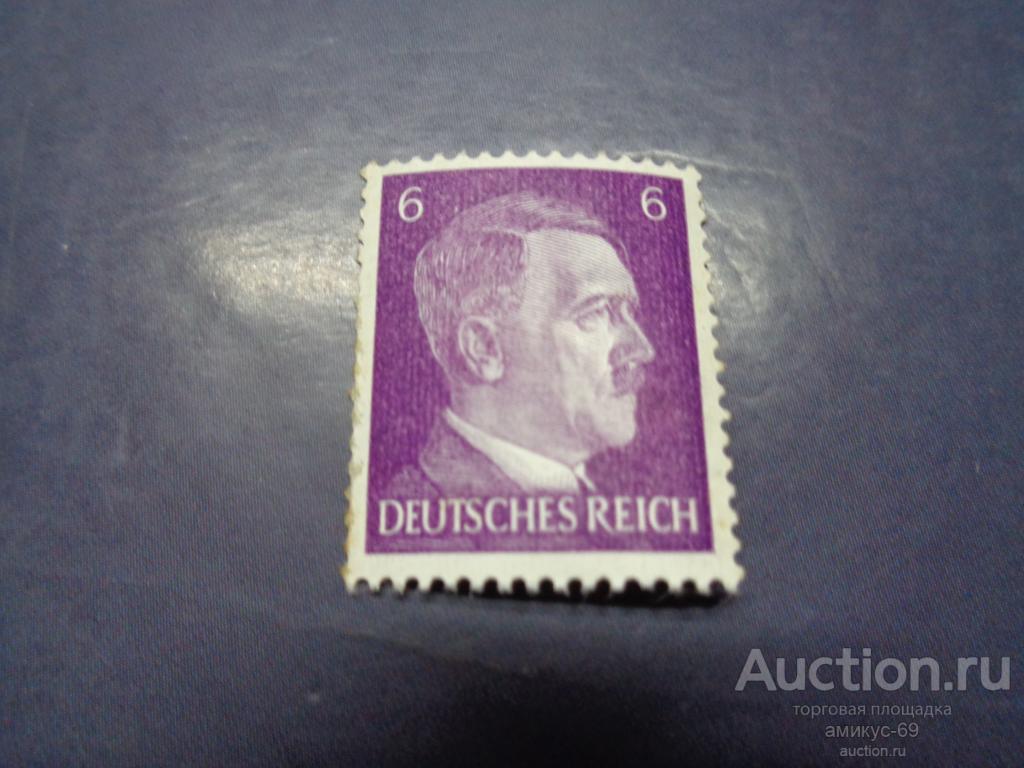 6 6
DEUTSCHES REICH
Auction.ru
торговая площадка
амикус-69
auction.ru